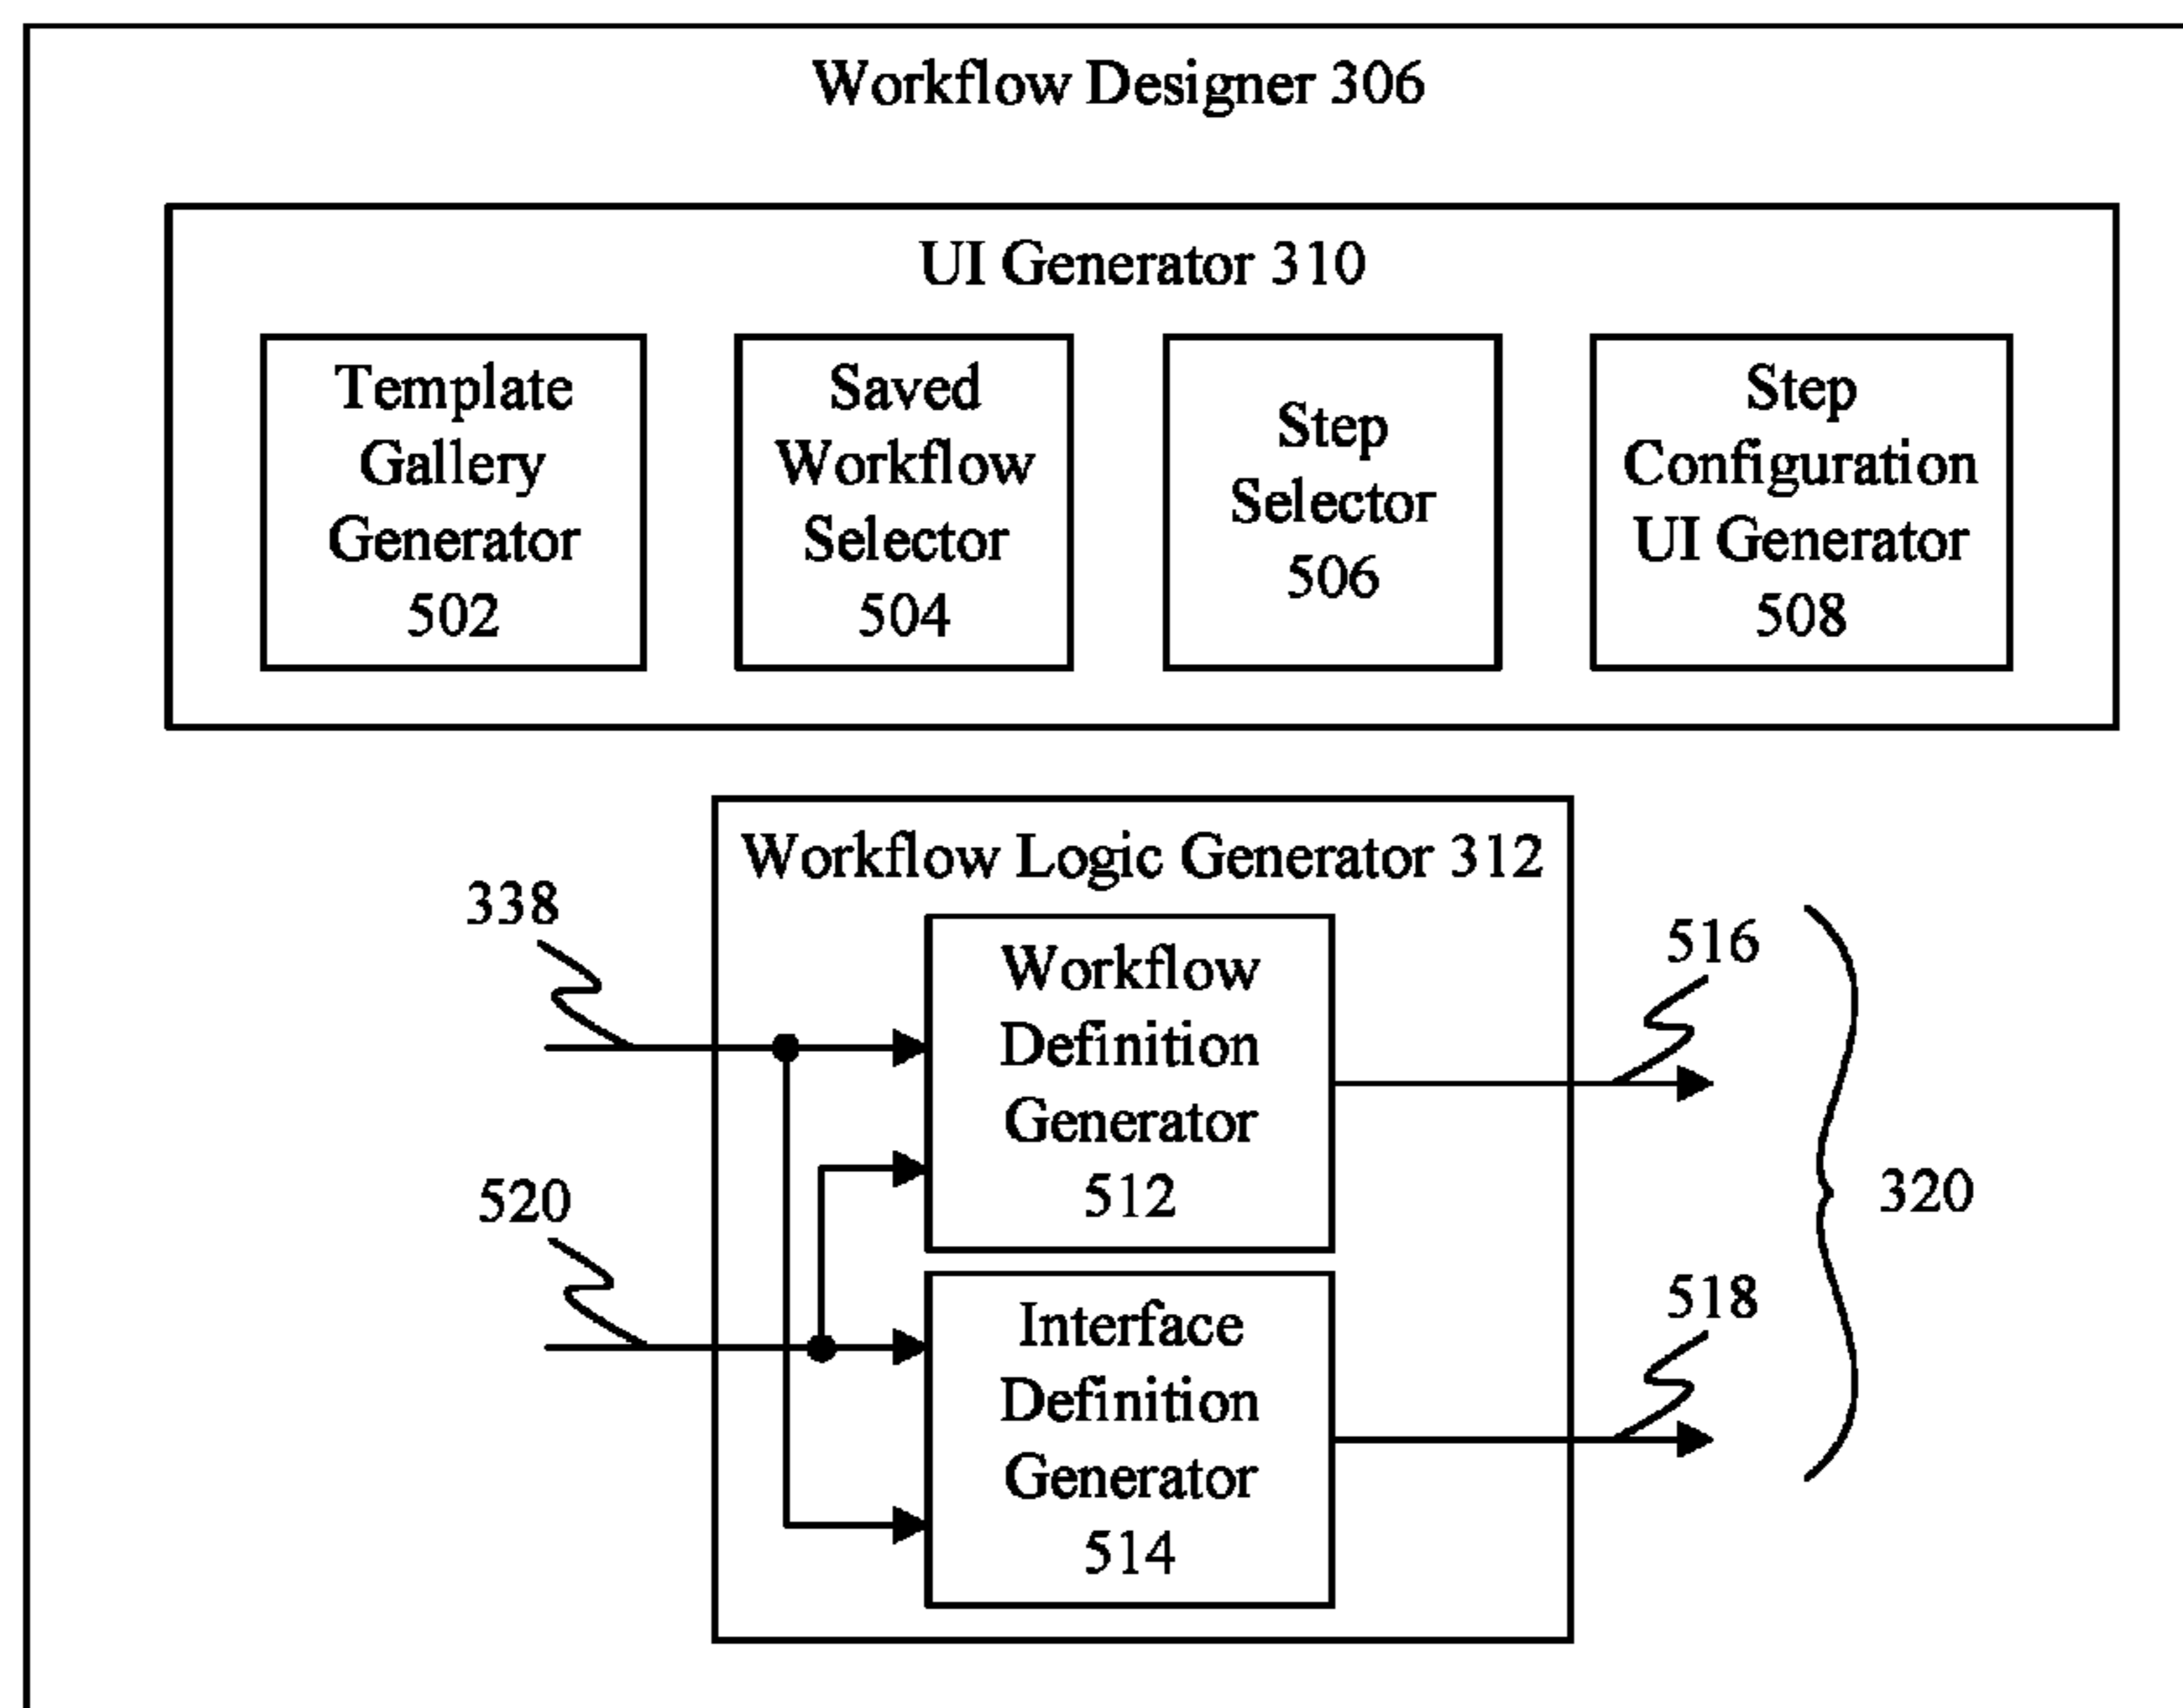 Workflow Designer 306
UI Generator 310
Template
Gallery
Generator
502
Saved
Workflow
Selector
504
Step
Selector
506
Step
Configuration
UI Generator
508
Workflow Logic Generator 312
338
Workflow
Definition
Generator
512
516
520
Interface
Definition
Generator
514
518
320